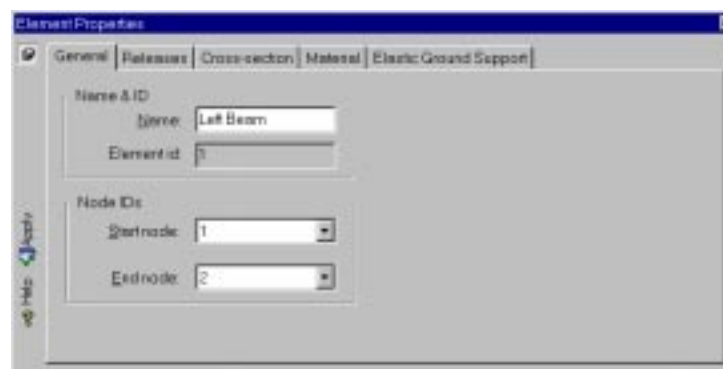 Element Properties
General Releases Cross-section Material Elastic Ground Support
Name & ID
Name: Left Beam
Element id: 1
Node IDs
Start node: 1
End node: 2
Apply
Help